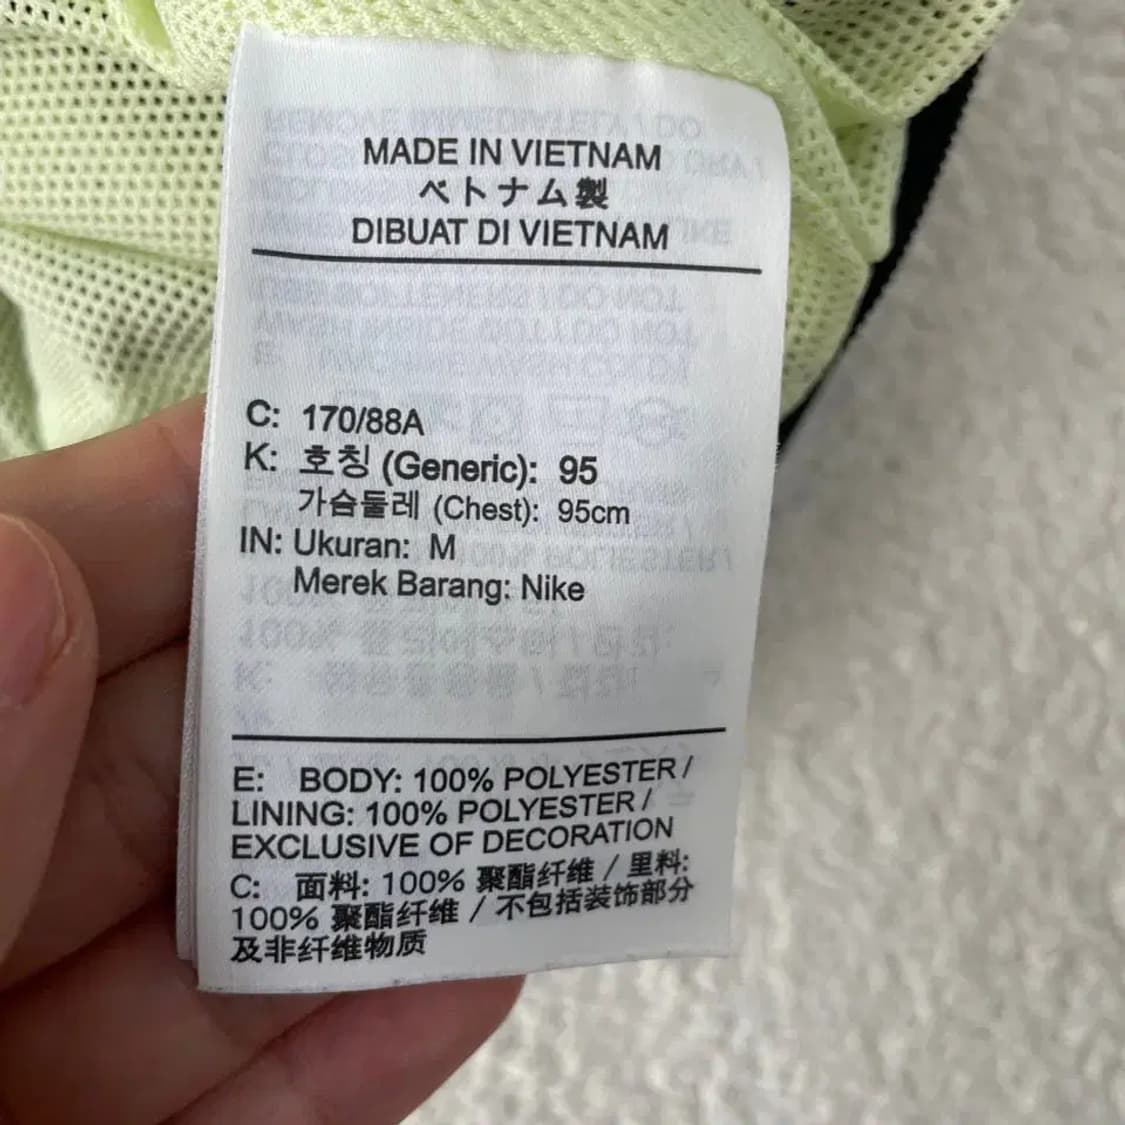 MADE IN VIETNAM
ベトナム製
DIBUAT DI VIETNAM
C: 170/88A
K: 호칭 (Generic): 95
가슴둘레 (Chest): 95cm
IN: Ukuran: M
Merek Barang: Nike
E: BODY: 100% POLYESTER /
LINING: 100% POLYESTER /
EXCLUSIVE OF DECORATION
C: 面料: 100% 聚酯纤维 / 里料:
100% 聚酯纤维 / 不包括装饰部分
及非纤维物质